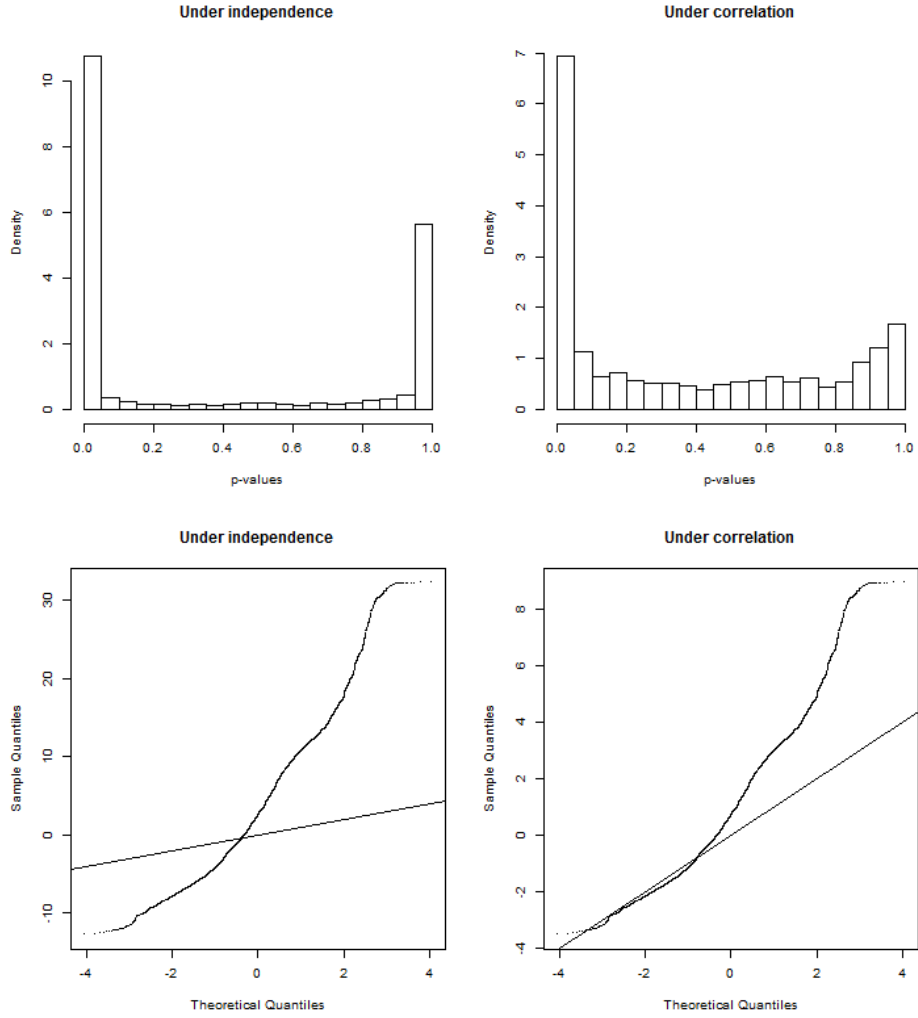 Under independence
Density
0 2 4 6 8 10
0.0 0.2 0.4 0.6 0.8 1.0
p-values
Under correlation
Density
0 1 2 3 4 5 6 7
0.0 0.2 0.4 0.6 0.8 1.0
p-values
Under independence
Sample Quantiles
-10 0 10 20 30
-4 -2 0 2 4
Theoretical Quantiles
Under correlation
Sample Quantiles
-4 -2 0 2 4 6 8
-4 -2 0 2 4
Theoretical Quantiles